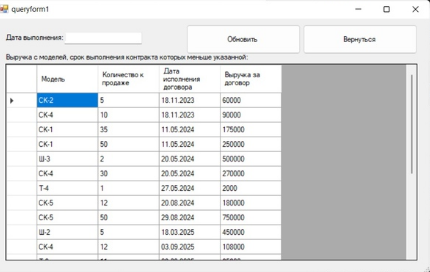 queryform1
Дата выполнения:
Обновить
Вернуться
Выручка с моделей, срок выполнения контракта которых меньше указанной:
Модель Количество к продаже Дата исполнения договора Выручка за договор
СК-2 5 18.11.2023 60000
СК-4 10 18.11.2023 90000
СК-1 35 11.05.2024 175000
СК-1 50 11.05.2024 250000
Ш-3 2 20.05.2024 500000
СК-4 30 20.05.2024 270000
Т-4 1 27.05.2024 2000
СК-5 12 20.08.2024 180000
СК-5 50 29.08.2024 750000
Ш-2 5 18.03.2025 450000
СК-4 12 03.09.2025 108000